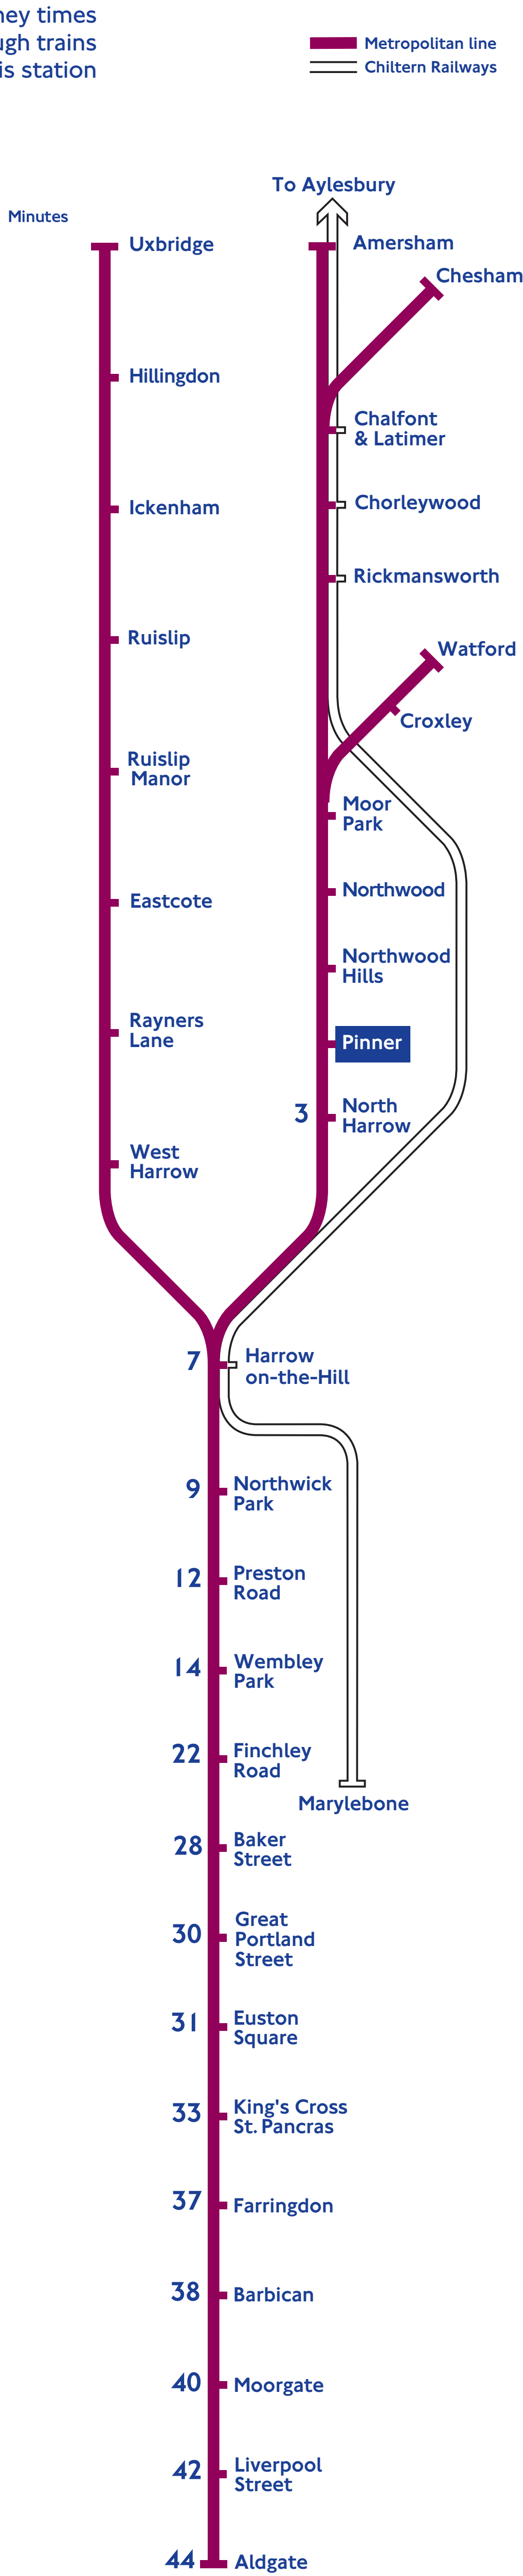 ney times
ugh trains
is station
Metropolitan line
Chiltern Railways
To Aylesbury
Minutes
Uxbridge
Amersham
Chesham
Hillingdon
Chalfont
& Latimer
Ickenham
Chorleywood
Rickmansworth
Ruislip
Watford
Croxley
Ruislip
Manor
Moor
Park
Eastcote
Northwood
Northwood
Hills
Rayners
Lane
Pinner
3 North
Harrow
West
Harrow
7 Harrow
on-the-Hill
9 Northwick
Park
12 Preston
Road
14 Wembley
Park
22 Finchley
Road
Marylebone
28 Baker
Street
30 Great
Portland
Street
31 Euston
Square
33 King's Cross
St. Pancras
37 Farringdon
38 Barbican
40 Moorgate
42 Liverpool
Street
44 Aldgate